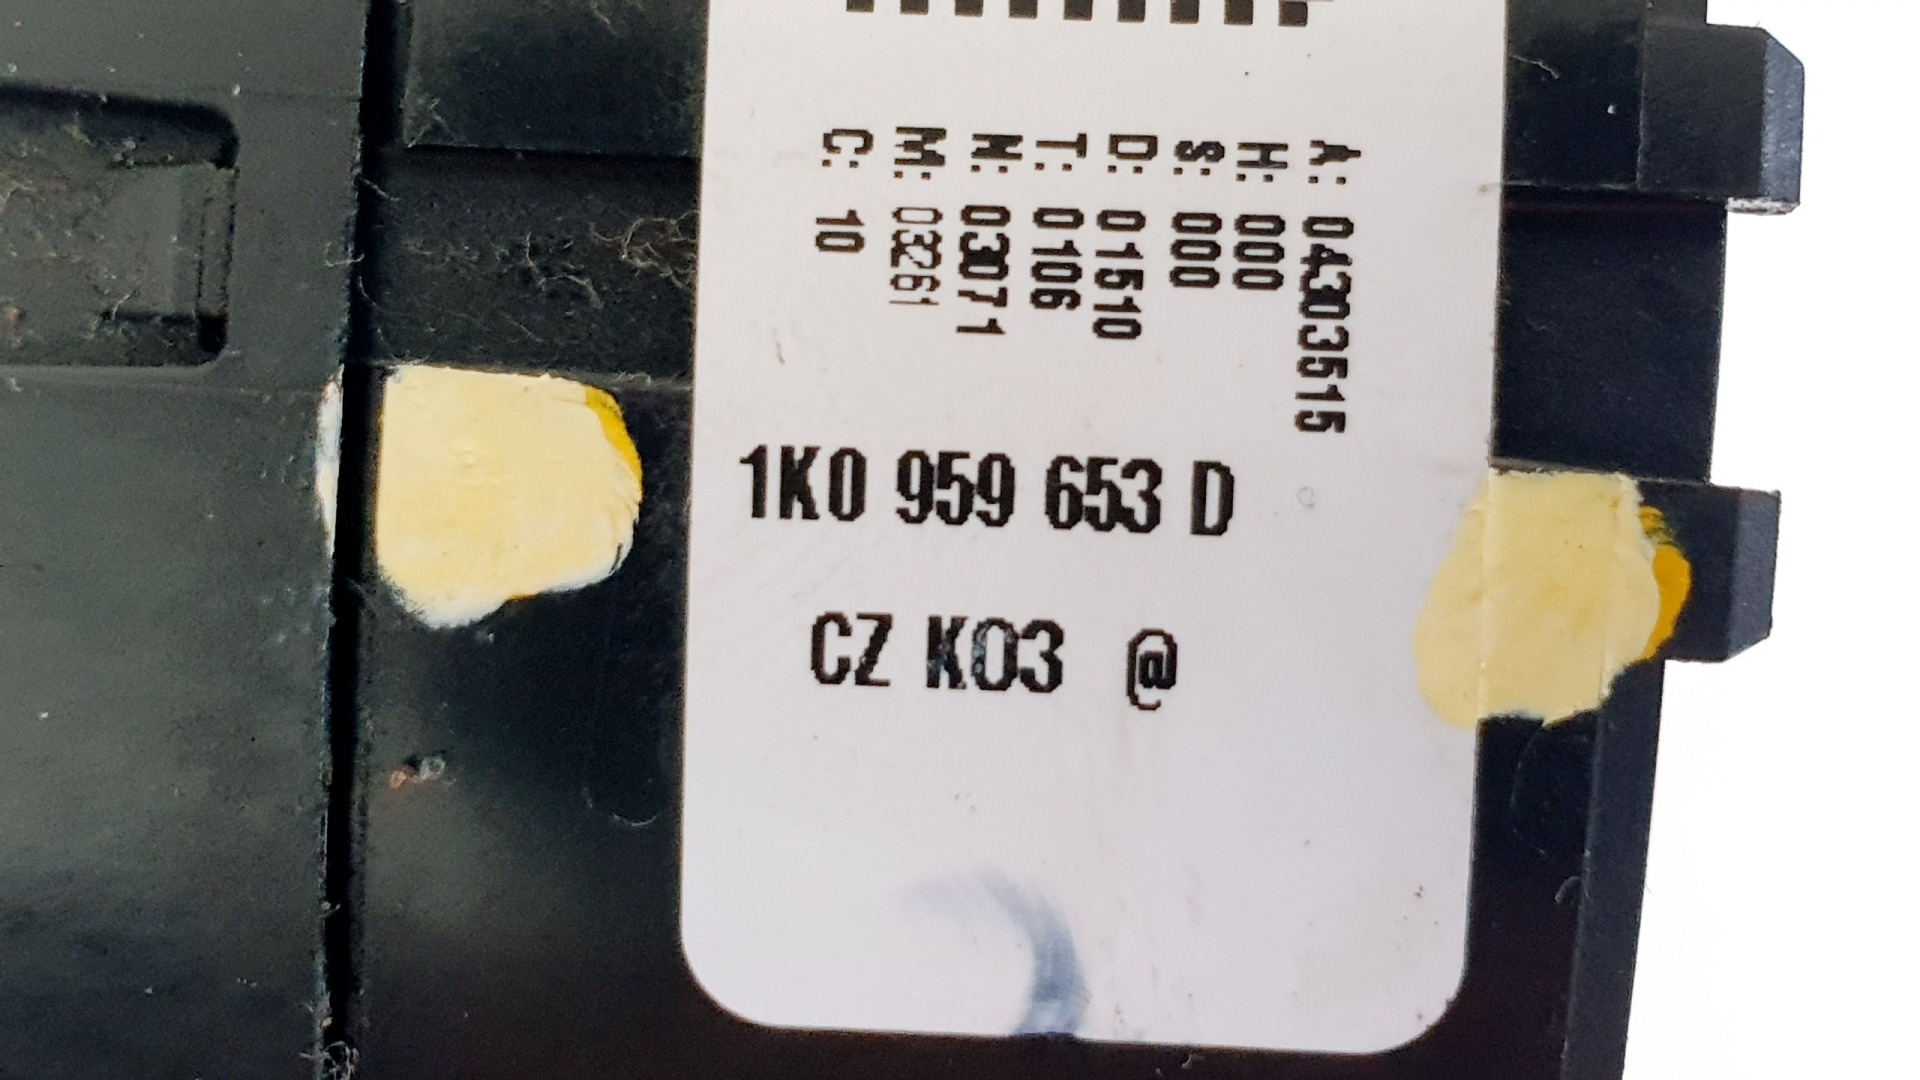 A: 04303515
H: 000
S: 000
D: 01510
T: 0106
N: 03071
M: 03261
C: 10
1K0 959 653 D
CZ K03 @